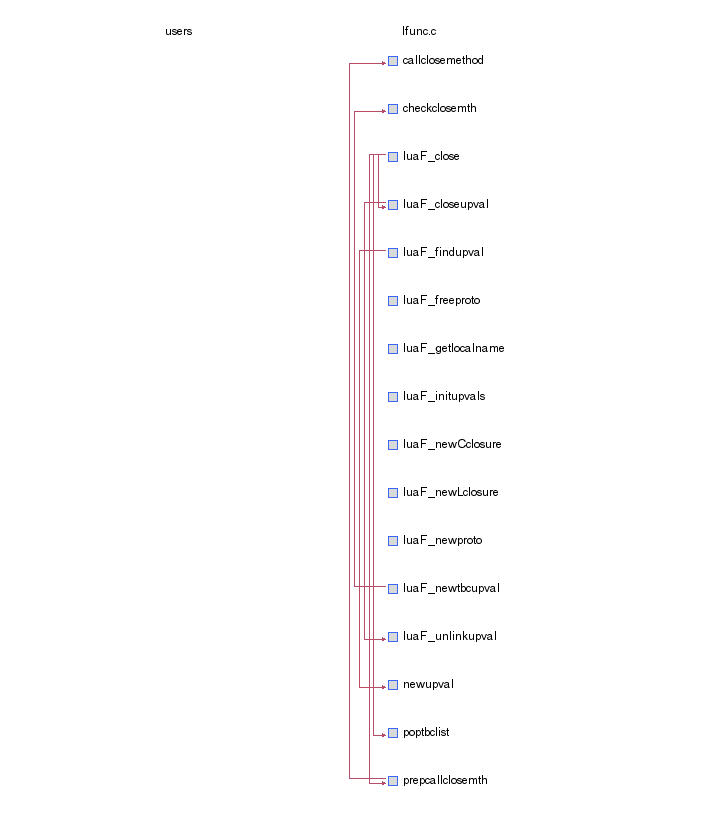 users lfunc.c
callclosemethod
checkclosemth
luaF_close
luaF_closeupval
luaF_findupval
luaF_freeproto
luaF_getlocalname
luaF_initupvals
luaF_newCclosure
luaF_newLclosure
luaF_newproto
luaF_newtbcupval
luaF_unlinkupval
newupval
poptbclist
prepcallclosemth